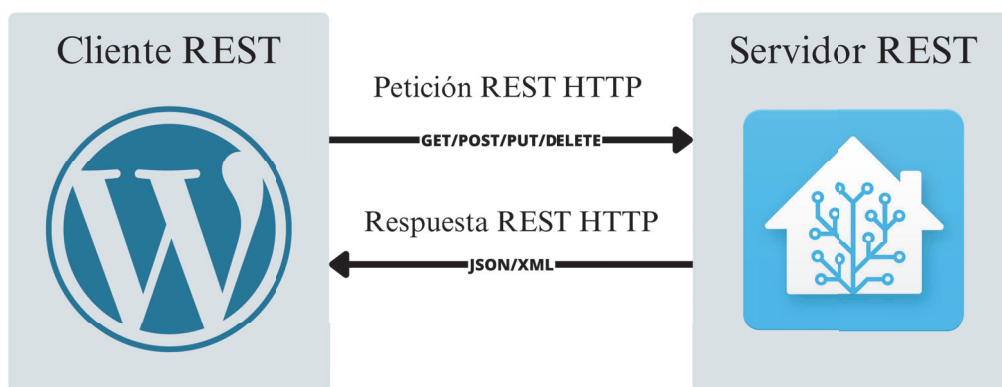 Cliente REST
Servidor REST
Petición REST HTTP
GET/POST/PUT/DELETE
Respuesta REST HTTP
JSON/XML